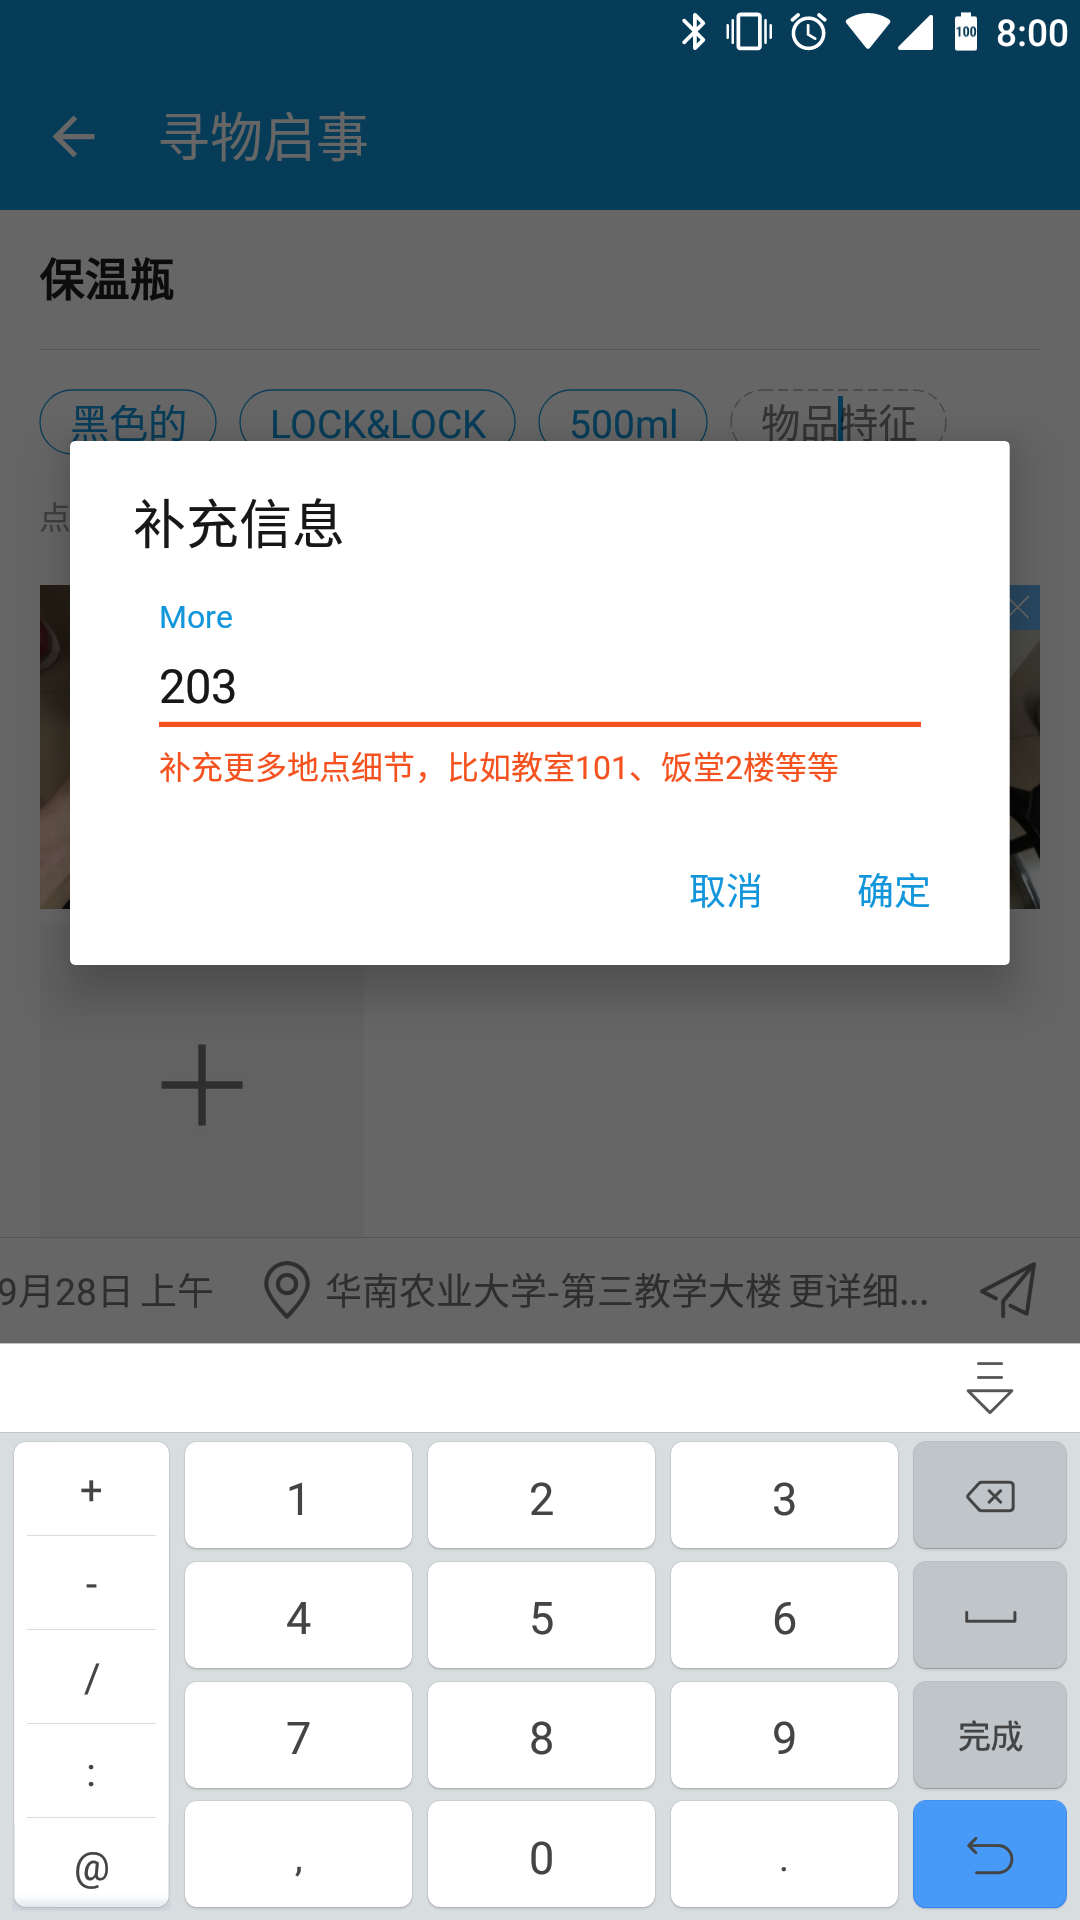 100 8:00
寻物启事
保温瓶
黑色的 LOCK&LOCK 500ml 物品特征
点
补充信息
More
203
补充更多地点细节，比如教室101、饭堂2楼等等
取消 确定
9月28日 上午 华南农业大学-第三教学大楼 更详细...
+ 1 2 3
- 4 5 6
/ 7 8 9 完成
:
@ , 0 .